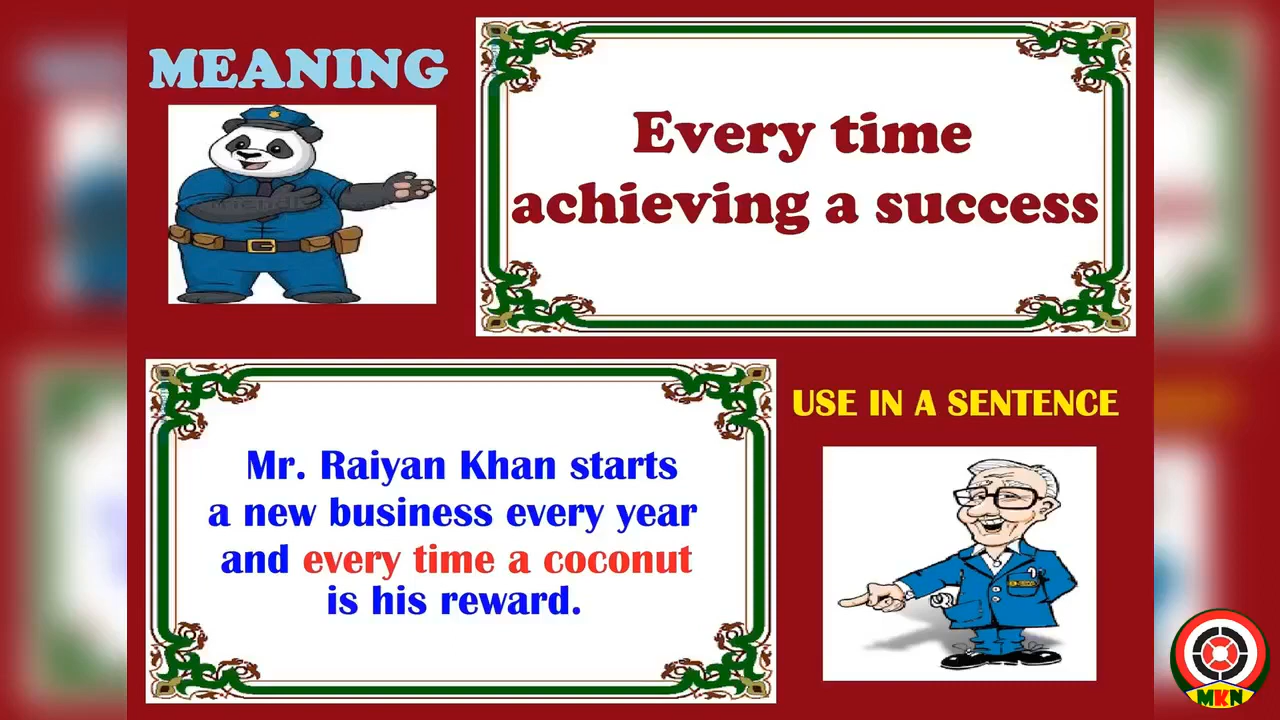 MEANING
Every time
achieving a success
USE IN A SENTENCE
Mr. Raiyan Khan starts
a new business every year
and every time a coconut
is his reward.
MKN